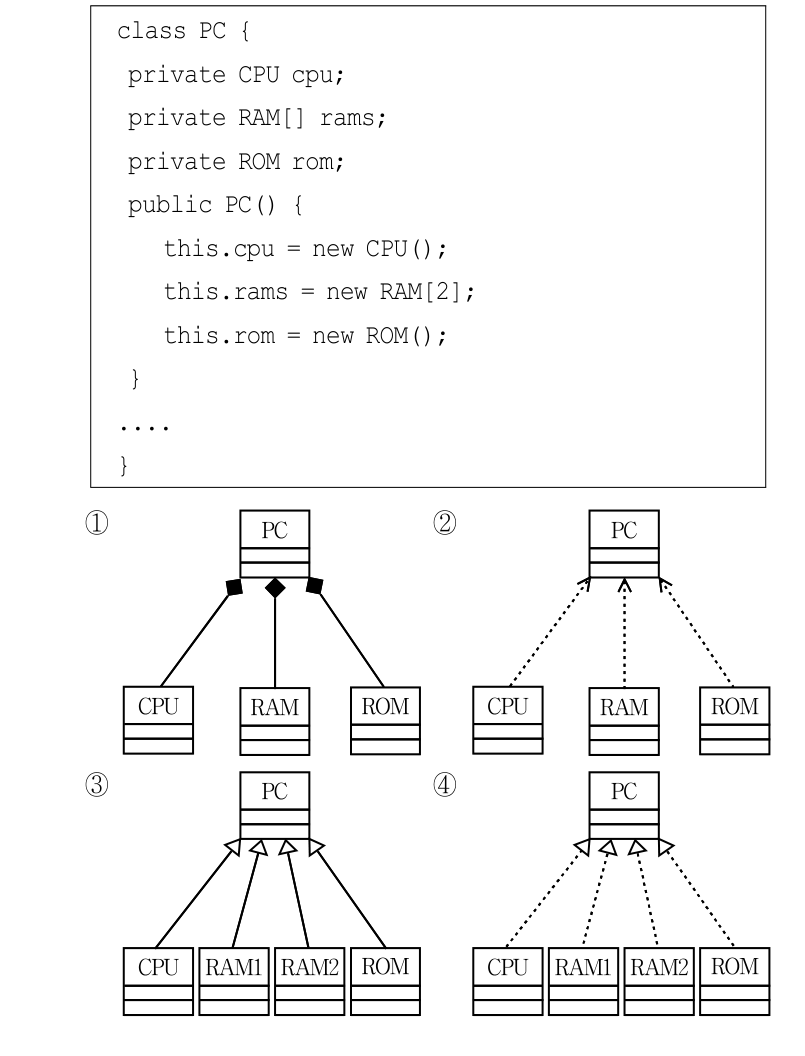 class PC {
private CPU cpu;
private RAM[] rams;
private ROM rom;
public PC() {
this.cpu = new CPU();
this.rams = new RAM[2];
this.rom = new ROM();
}
....
}
① PC
CPU RAM ROM
② PC
CPU RAM ROM
③ PC
CPU RAM1 RAM2 ROM
④ PC
CPU RAM1 RAM2 ROM